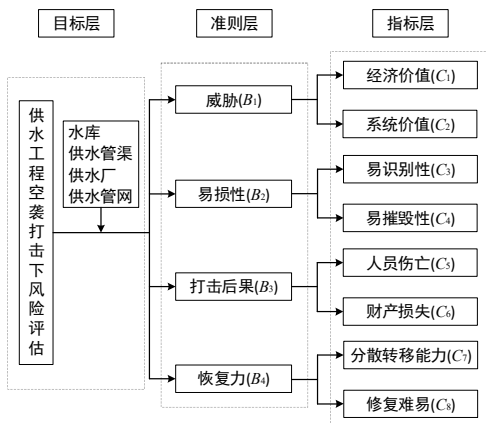 目标层
准则层
指标层
供水工程空袭打击下风险评估
水库
供水管渠
供水厂
供水管网
威胁(B1)
易损性(B2)
打击后果(B3)
恢复力(B4)
经济价值(C1)
系统价值(C2)
易识别性(C3)
易摧毁性(C4)
人员伤亡(C5)
财产损失(C6)
分散转移能力(C7)
修复难易(C8)